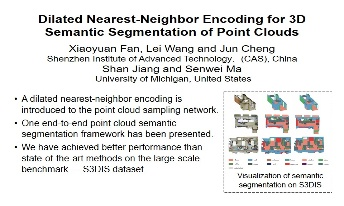 Dilated Nearest-Neighbor Encoding for 3D
Semantic Segmentation of Point Clouds
Xiaoyuan Fan, Lei Wang and Jun Cheng
Shenzhen Institute of Advanced Technology, (CAS), China
Shan Jiang and Senwei Ma
University of Michigan, United States
• A dilated nearest-neighbor encoding is
introduced to the point cloud sampling network.
• One end-to-end point cloud semantic
segmentation framework has been presented.
• We have achieved better performance than
state of the art methods on the large scale
benchmark S3DIS dataset
Visualization of semantic
segmentation on S3DIS